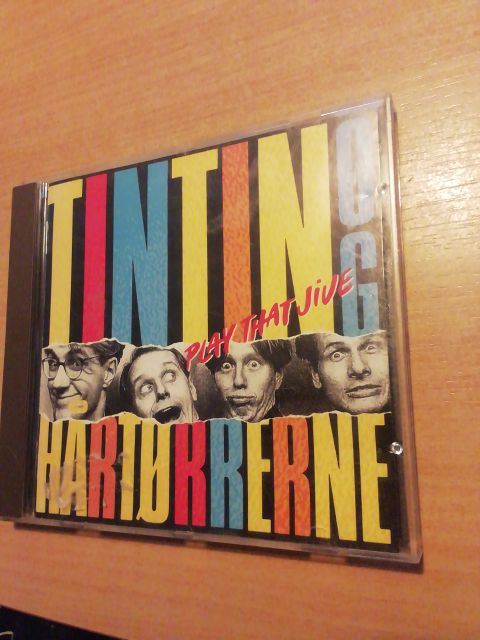 TINTIN OG
PLAY THAT JIVE
HÅRTØRRERNE